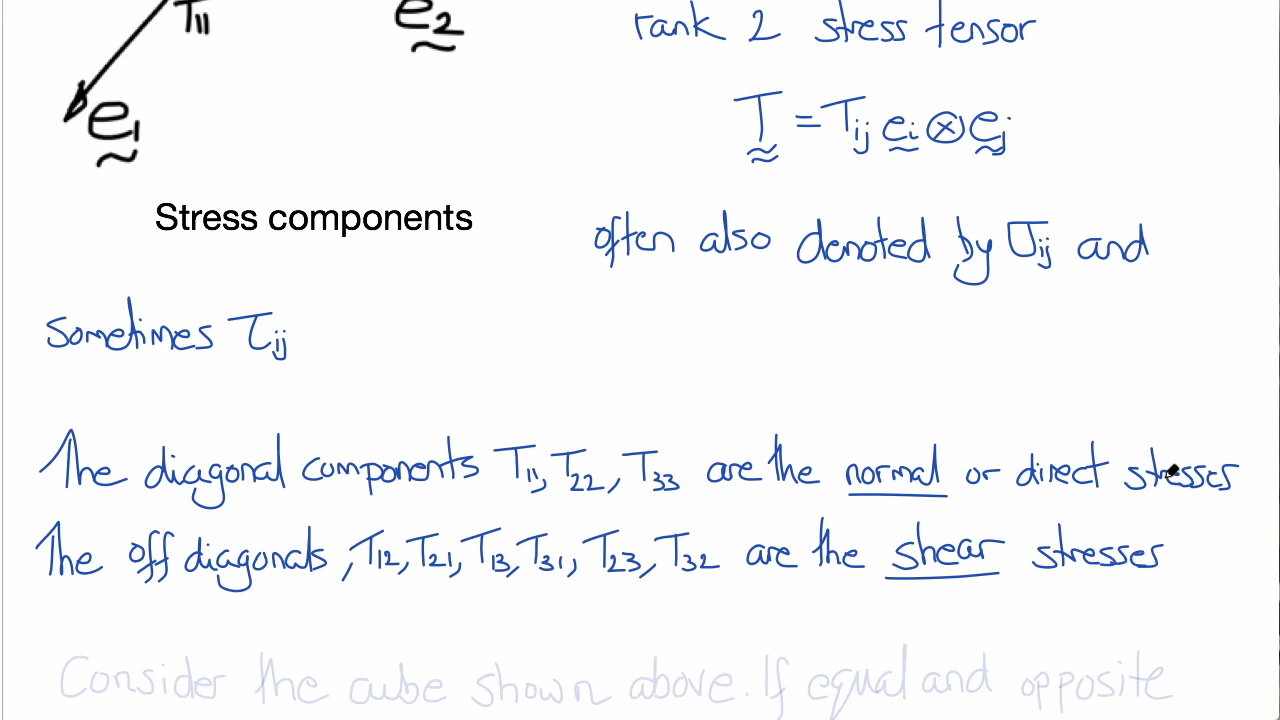 T11
e2
e1
rank 2 stress tensor
T = Tij ei ⊗ ej
Stress components
often also denoted by σij and
sometimes τij
The diagonal components T11, T22, T33 are the normal or direct stresses
The off diagonals, T12, T21, T13, T31, T23, T32 are the shear stresses
Consider the cube shown above. If equal and opposite